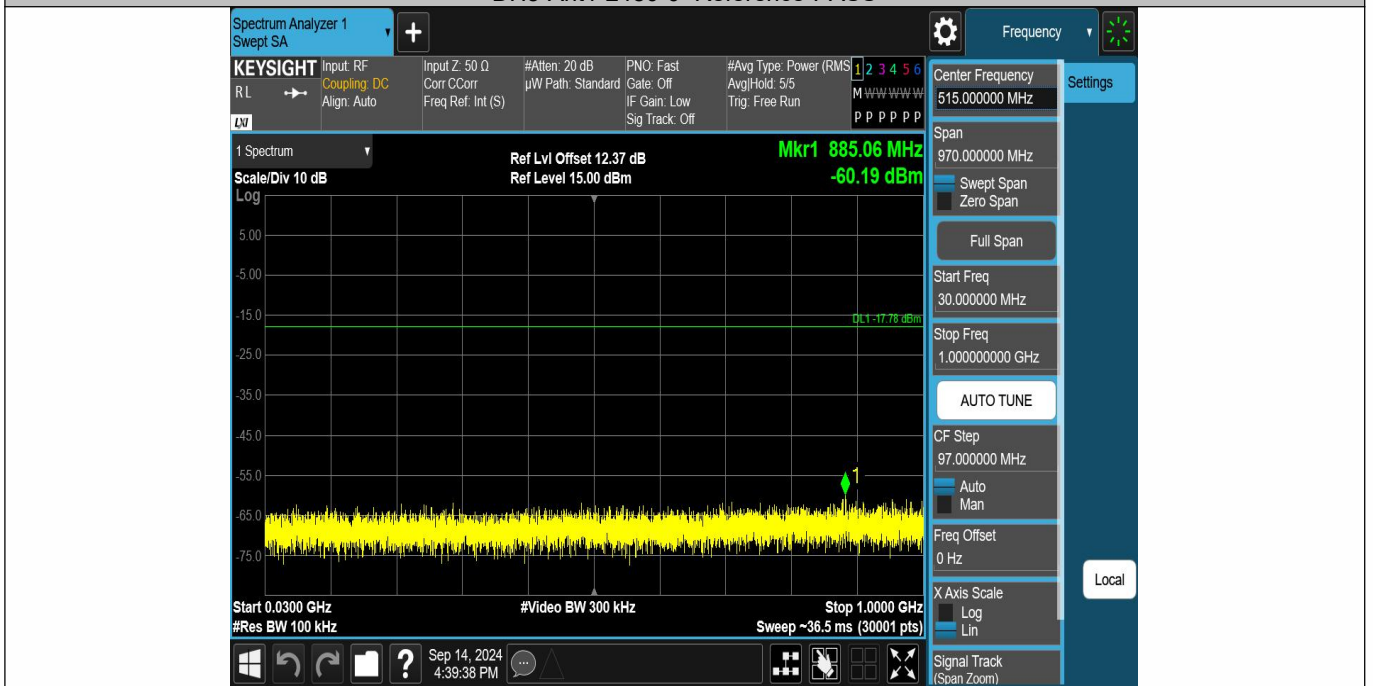 Spectrum Analyzer 1
Swept SA
+
Frequency
KEYSIGHT
RL
LXI
Input: RF
Coupling: DC
Align: Auto
Input Z: 50 Ω
Corr CCorr
Freq Ref: Int (S)
#Atten: 20 dB
µW Path: Standard
PNO: Fast
Gate: Off
IF Gain: Low
Sig Track: Off
#Avg Type: Power (RMS
Avg|Hold: 5/5
Trig: Free Run
1 2 3 4 5 6
M W W W W W
P P P P P P
1 Spectrum
Scale/Div 10 dB
Log
Ref Lvl Offset 12.37 dB
Ref Level 15.00 dBm
Mkr1 885.06 MHz
-60.19 dBm
5.00
-5.00
-15.0
DL1 -17.78 dBm
-25.0
-35.0
-45.0
-55.0
1
-65.0
-75.0
Start 0.0300 GHz
#Res BW 100 kHz
#Video BW 300 kHz
Stop 1.0000 GHz
Sweep ~36.5 ms (30001 pts)
Center Frequency
515.000000 MHz
Settings
Span
970.000000 MHz
Swept Span
Zero Span
Full Span
Start Freq
30.000000 MHz
Stop Freq
1.000000000 GHz
AUTO TUNE
CF Step
97.000000 MHz
Auto
Man
Freq Offset
0 Hz
Local
X Axis Scale
Log
Lin
Signal Track
(Span Zoom)
?
Sep 14, 2024
4:39:38 PM